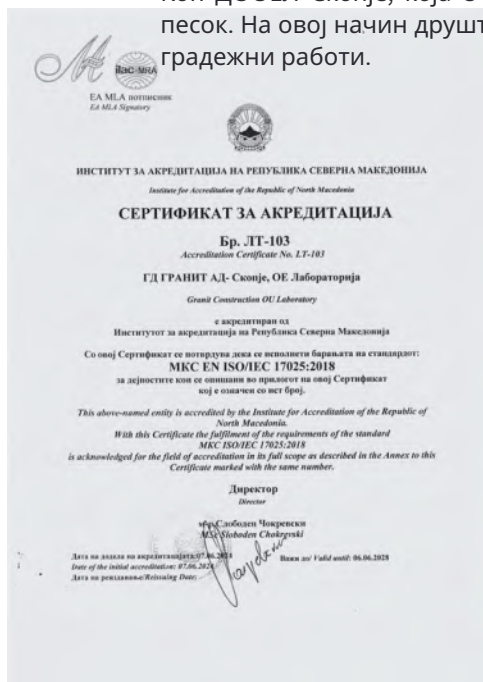 песок. На овој начин друшт
градежни работи.
ilac-MRA
EA MLA потписник
EA MLA Signatory
ИНСТИТУТ ЗА АКРЕДИТАЦИЈА НА РЕПУБЛИКА СЕВЕРНА МАКЕДОНИЈА
Institute for Accreditation of the Republic of North Macedonia
СЕРТИФИКАТ ЗА АКРЕДИТАЦИЈА
Бр. ЛТ-103
Accreditation Certificate No. LT-103
ГД ГРАНИТ АД- Скопје, ОЕ Лабораторија
Granit Construction OU Laboratory
е акредитиран од
Институтот за акредитација на Република Северна Македонија
Со овој Сертификат се потврдува дека се исполнети барањата на стандардот:
МКС EN ISO/IEC 17025:2018
за дејностите кои се опишани во прилогот на овој Сертификат
кој е означен со ист број.
This above-named entity is accredited by the Institute for Accreditation of the Republic of
North Macedonia.
With this Certificate the fulfilment of the requirements of the standard
MKC ISO/IEC 17025:2018
is acknowledged for the field of accreditation in its full scope as described in the Annex to this
Certificate marked with the same number.
Директор
Director
Слободен Чокревски
MSc Sloboden Chokrevski
Дата на доделба на акредитацијата: 07.06.2024
Date of the initial accreditation: 07.06.2024
Важи до/ Valid until: 06.06.2028
Дата на реиздавање/Reissuing Date: